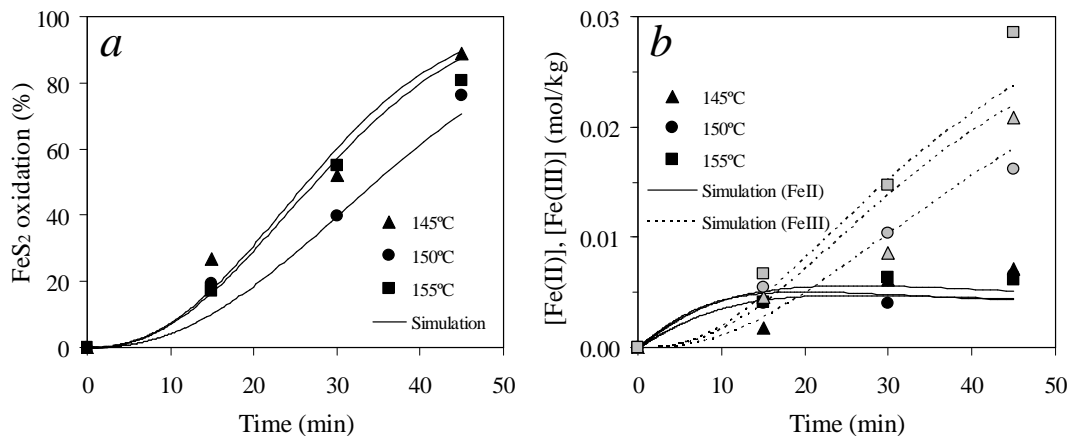 a
FeS2 oxidation (%)
100
80
60
40
20
0
145ºC
150ºC
155ºC
Simulation
0 10 20 30 40 50
Time (min)
b
[Fe(II)], [Fe(III)] (mol/kg)
0.03
0.02
0.01
0.00
145ºC
150ºC
155ºC
Simulation (FeII)
Simulation (FeIII)
0 10 20 30 40 50
Time (min)